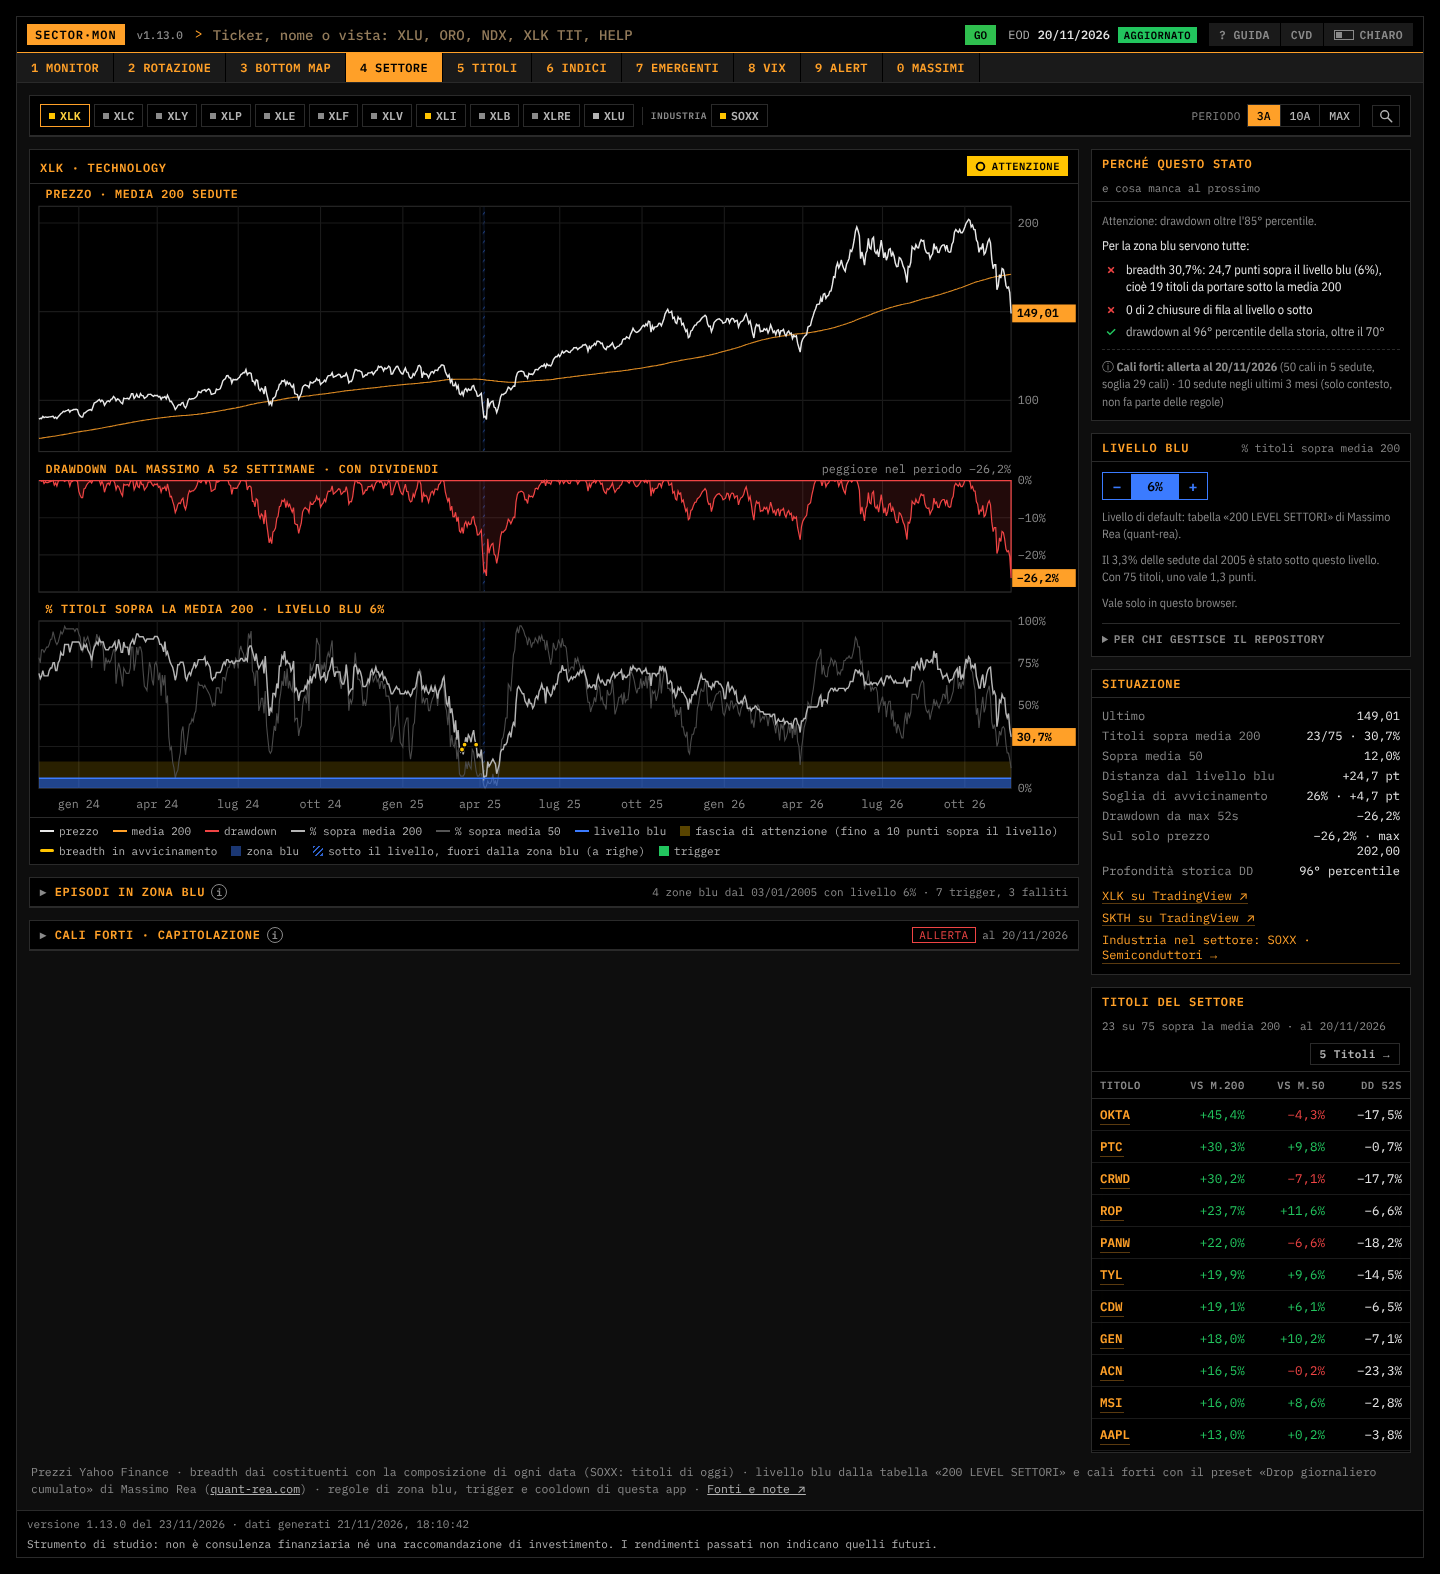 SECTOR·MON v1.13.0 > Ticker, nome o vista: XLU, ORO, NDX, XLK TIT, HELP GO EOD 20/11/2026 AGGIORNATO ? GUIDA CVD CHIARO
1 MONITOR 2 ROTAZIONE 3 BOTTOM MAP 4 SETTORE 5 TITOLI 6 INDICI 7 EMERGENTI 8 VIX 9 ALERT 0 MASSIMI
XLK XLC XLY XLP XLE XLF XLV XLI XLB XLRE XLU INDUSTRIA SOXX PERIODO 3A 10A MAX
XLK · TECHNOLOGY ATTENZIONE
PREZZO · MEDIA 200 SEDUTE
200
149,01
100
DRAWDOWN DAL MASSIMO A 52 SETTIMANE · CON DIVIDENDI peggiore nel periodo −26,2%
0%
−10%
−20%
−26,2%
% TITOLI SOPRA LA MEDIA 200 · LIVELLO BLU 6%
100%
75%
50%
30,7%
0%
gen 24 apr 24 lug 24 ott 24 gen 25 apr 25 lug 25 ott 25 gen 26 apr 26 lug 26 ott 26
prezzo media 200 drawdown % sopra media 200 % sopra media 50 livello blu fascia di attenzione (fino a 10 punti sopra il livello)
breadth in avvicinamento zona blu sotto il livello, fuori dalla zona blu (a righe) trigger
▶ EPISODI IN ZONA BLU i 4 zone blu dal 03/01/2005 con livello 6% · 7 trigger, 3 falliti
▶ CALI FORTI · CAPITOLAZIONE i ALLERTA al 20/11/2026
PERCHÉ QUESTO STATO
e cosa manca al prossimo
Attenzione: drawdown oltre l'85° percentile.
Per la zona blu servono tutte:
× breadth 30,7%: 24,7 punti sopra il livello blu (6%),
cioè 19 titoli da portare sotto la media 200
× 0 di 2 chiusure di fila al livello o sotto
✓ drawdown al 96° percentile della storia, oltre il 70°
ⓘ Cali forti: allerta al 20/11/2026 (50 cali in 5 sedute,
soglia 29 cali) · 10 sedute negli ultimi 3 mesi (solo contesto,
non fa parte delle regole)
LIVELLO BLU % titoli sopra media 200
− 6% +
Livello di default: tabella «200 LEVEL SETTORI» di Massimo
Rea (quant-rea).
Il 3,3% delle sedute dal 2005 è stato sotto questo livello.
Con 75 titoli, uno vale 1,3 punti.
Vale solo in questo browser.
▶ PER CHI GESTISCE IL REPOSITORY
SITUAZIONE
Ultimo 149,01
Titoli sopra media 200 23/75 · 30,7%
Sopra media 50 12,0%
Distanza dal livello blu +24,7 pt
Soglia di avvicinamento 26% · +4,7 pt
Drawdown da max 52s −26,2%
Sul solo prezzo −26,2% · max
202,00
Profondità storica DD 96° percentile
XLK su TradingView ↗
SKTH su TradingView ↗
Industria nel settore: SOXX ·
Semiconduttori →
TITOLI DEL SETTORE
23 su 75 sopra la media 200 · al 20/11/2026
5 Titoli →
TITOLO VS M.200 VS M.50 DD 52S
OKTA +45,4% −4,3% −17,5%
PTC +30,3% +9,8% −0,7%
CRWD +30,2% −7,1% −17,7%
ROP +23,7% +11,6% −6,6%
PANW +22,0% −6,6% −18,2%
TYL +19,9% +9,6% −14,5%
CDW +19,1% +6,1% −6,5%
GEN +18,0% +10,2% −7,1%
ACN +16,5% −0,2% −23,3%
MSI +16,0% +8,6% −2,8%
AAPL +13,0% +0,2% −3,8%
Prezzi Yahoo Finance · breadth dai costituenti con la composizione di ogni data (SOXX: titoli di oggi) · livello blu dalla tabella «200 LEVEL SETTORI» e cali forti con il preset «Drop giornaliero
cumulato» di Massimo Rea (quant-rea.com) · regole di zona blu, trigger e cooldown di questa app · Fonti e note ↗
versione 1.13.0 del 23/11/2026 · dati generati 21/11/2026, 18:10:42
Strumento di studio: non è consulenza finanziaria né una raccomandazione di investimento. I rendimenti passati non indicano quelli futuri.